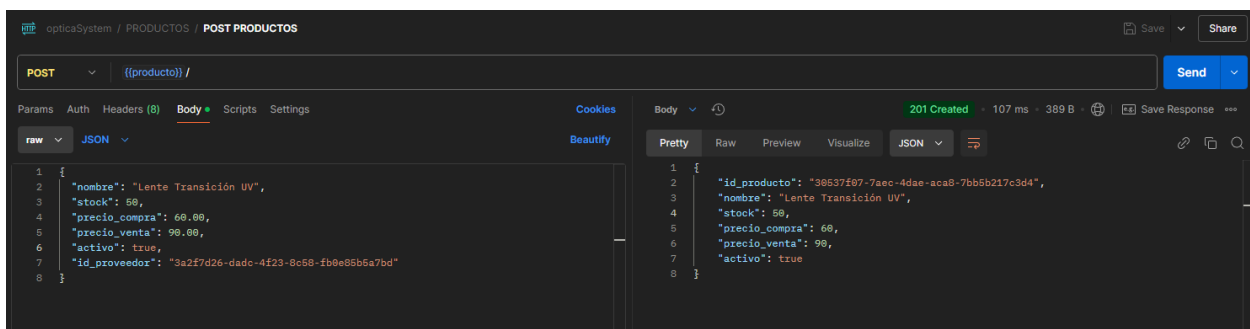 HTTP opticaSystem / PRODUCTOS / POST PRODUCTOS Save Share
POST {{producto}} / Send
Params Auth Headers (8) Body Scripts Settings Cookies
raw JSON Beautify
1 {
2 "nombre": "Lente Transición UV",
3 "stock": 50,
4 "precio_compra": 60.00,
5 "precio_venta": 90.00,
6 "activo": true,
7 "id_proveedor": "3a2f7d26-dadc-4f23-8c58-fb0e85b5a7bd"
8 }
Body 201 Created 107 ms 389 B Save Response
Pretty Raw Preview Visualize JSON
1 {
2 "id_producto": "30537f07-7aec-4dae-aca8-7bb5b217c3d4",
3 "nombre": "Lente Transición UV",
4 "stock": 50,
5 "precio_compra": 60,
6 "precio_venta": 90,
7 "activo": true
8 }